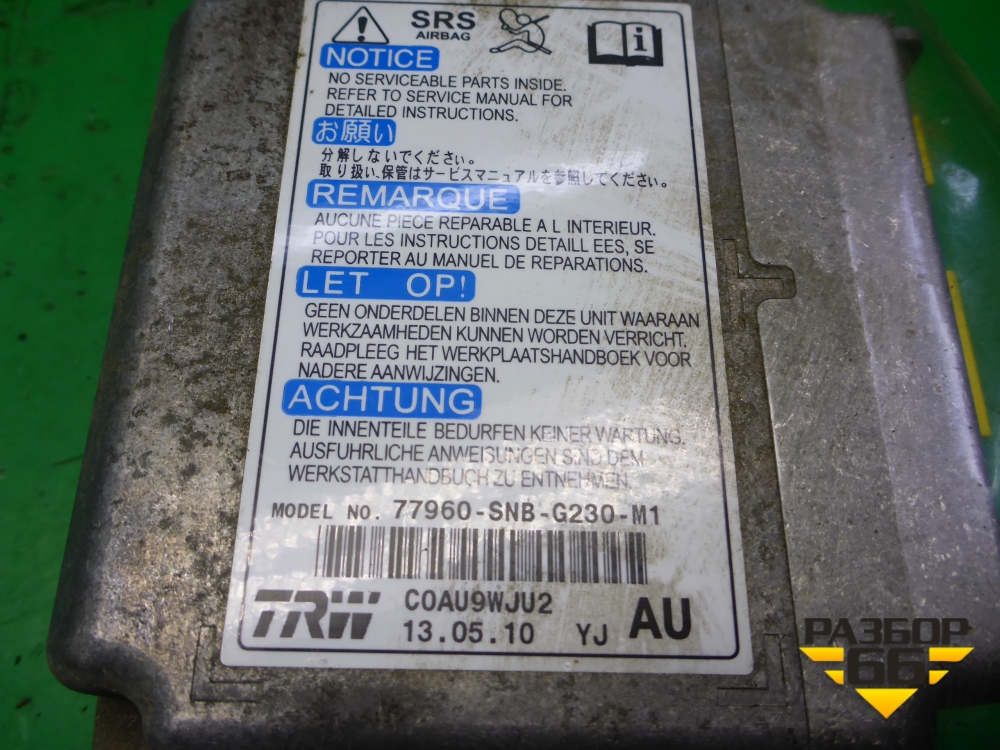 SRS
AIRBAG
NOTICE
NO SERVICEABLE PARTS INSIDE.
REFER TO SERVICE MANUAL FOR
DETAILED INSTRUCTIONS.
お願い
分解しないでください。
取り扱い、保管はサービスマニュアルを参照してください。
REMARQUE
AUCUNE PIECE REPARABLE A L INTERIEUR.
POUR LES INSTRUCTIONS DETAILL EES, SE
REPORTER AU MANUEL DE REPARATIONS.
LET OP!
GEEN ONDERDELEN BINNEN DEZE UNIT WAARAAN
WERKZAAMHEDEN KUNNEN WORDEN VERRICHT.
RAADPLEEG HET WERKPLAATSHANDBOEK VOOR
NADERE AANWIJZINGEN.
ACHTUNG
DIE INNENTEILE BEDURFEN KEINER WARTUNG.
AUSFUHRLICHE ANWEISUNGEN SIND DEM
WERKSTATTHANDBUCH ZU ENTNEHMEN.
MODEL NO. 77960-SNB-G230-M1
TRW COAU9WJU2
13.05.10 YJ AU
РАЗБОР
66